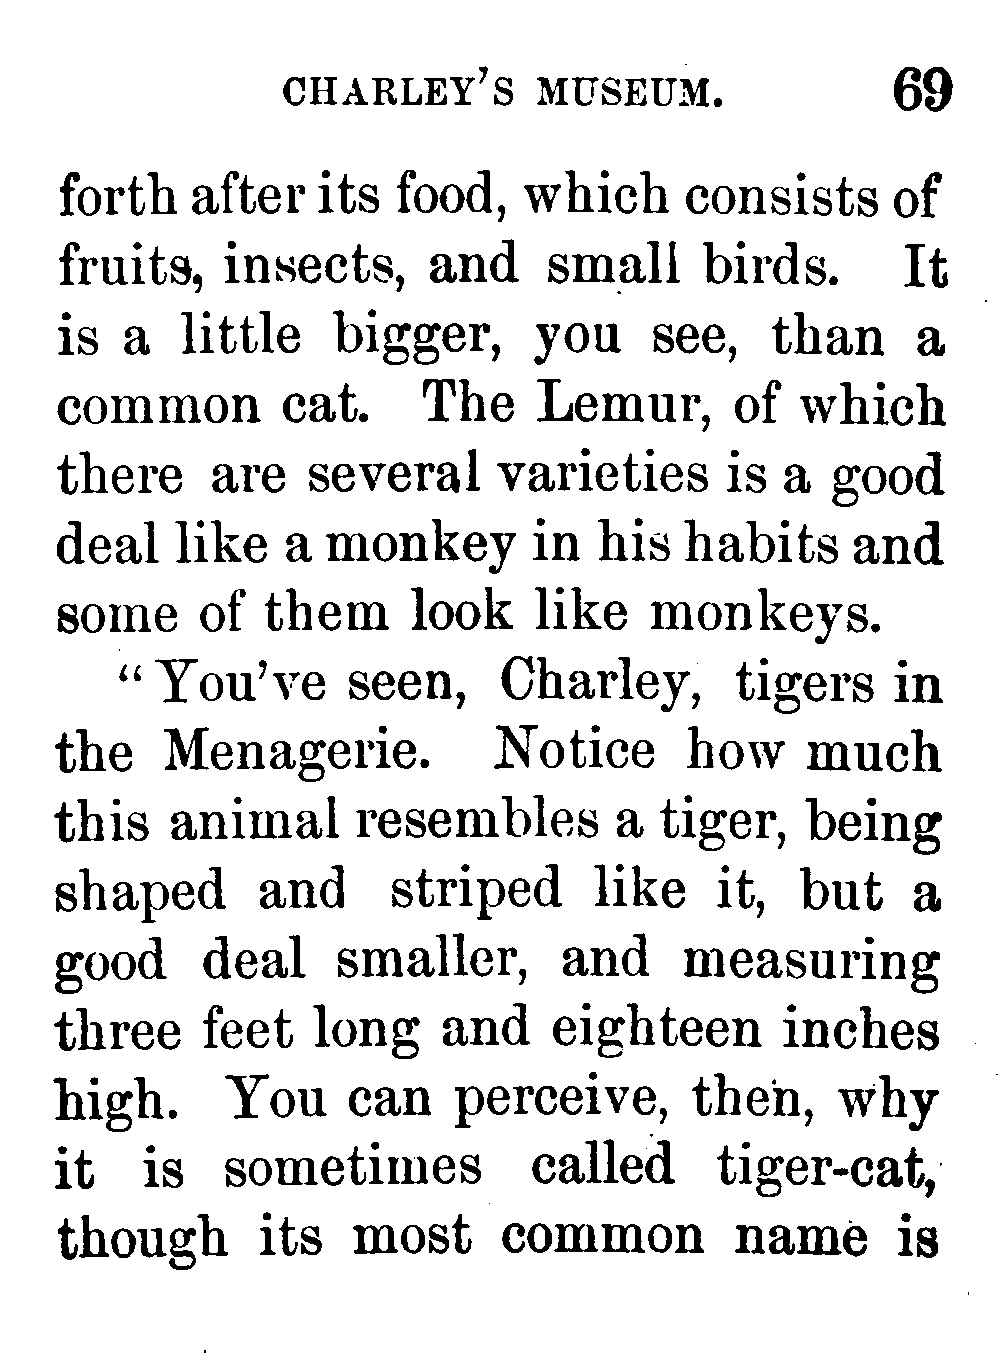 CHARLEY'S MUSEUM. 69
forth after its food, which consists of
fruits, insects, and small birds. It
is a little bigger, you see, than a
common cat. The Lemur, of which
there are several varieties is a good
deal like a monkey in his habits and
some of them look like monkeys.
“You've seen, Charley, tigers in
the Menagerie. Notice how much
this animal resembles a tiger, being
shaped and striped like it, but a
good deal smaller, and measuring
three feet long and eighteen inches
high. You can perceive, then, why
it is sometimes called tiger-cat,
though its most common name is